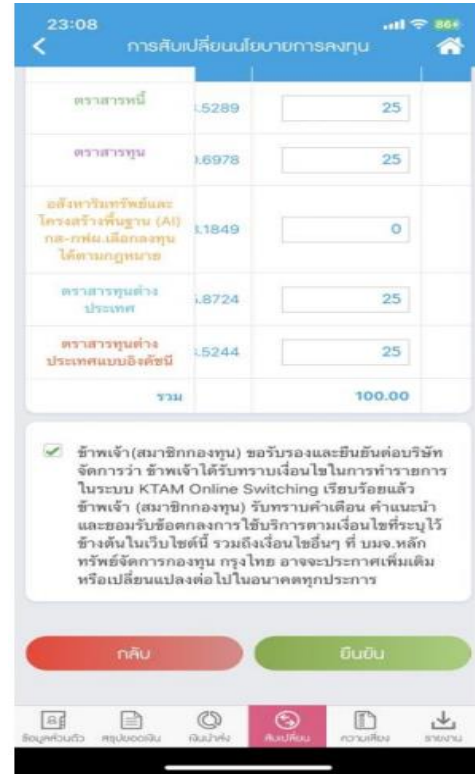 23:08
86
การสับเปลี่ยนนโยบายการลงทุน
ตราสารหนี้
.5289
25
ตราสารทุน
.6978
25
อสังหาริมทรัพย์และ
โครงสร้างพื้นฐาน (AI)
กส-กฟผ.เลือกลงทุน
ได้ตามกฎหมาย
.1849
0
ตราสารทุนต่าง
ประเทศ
.8724
25
ตราสารทุนต่าง
ประเทศแบบอิงดัชนี
.5244
25
รวม
100.00
ข้าพเจ้า(สมาชิกกองทุน) ขอรับรองและยืนยันต่อบริษัท
จัดการว่า ข้าพเจ้าได้รับทราบเงื่อนไขในการทำรายการ
ในระบบ KTAM Online Switching เรียบร้อยแล้ว
ข้าพเจ้า (สมาชิกกองทุน) รับทราบคำเตือน คำแนะนำ
และยอมรับข้อตกลงการใช้บริการตามเงื่อนไขที่ระบุไว้
ข้างต้นในเว็บไซต์นี้ รวมถึงเงื่อนไขอื่นๆ ที่ บมจ.หลัก
ทรัพย์จัดการกองทุน กรุงไทย อาจจะประกาศเพิ่มเติม
หรือเปลี่ยนแปลงต่อไปในอนาคตทุกประการ
กลับ
ยืนยัน
ข้อมูลส่วนตัว
สรุปยอดเงิน
เงินนำส่ง
สับเปลี่ยน
ความเสี่ยง
รายงาน